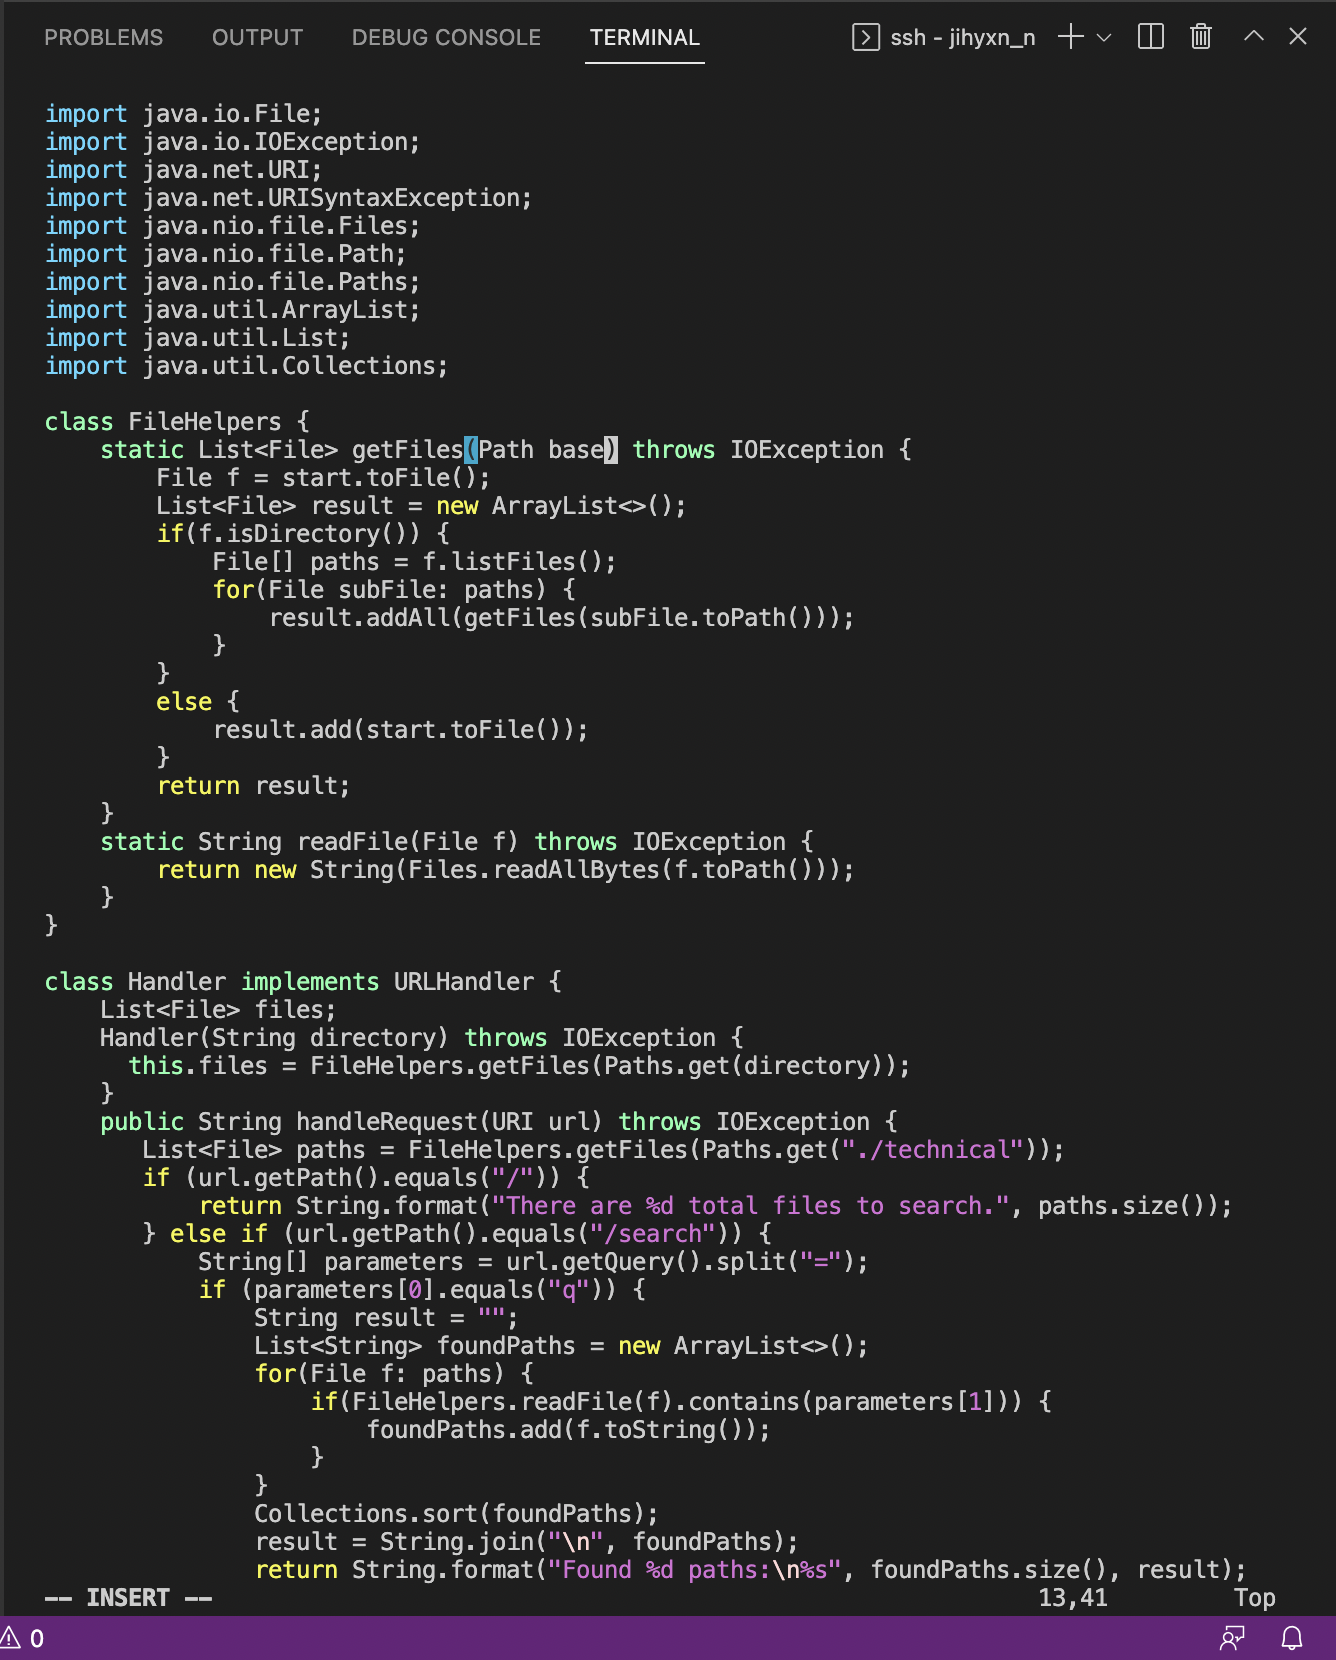 PROBLEMS OUTPUT DEBUG CONSOLE TERMINAL ssh - jihyxn_n
import java.io.File;
import java.io.IOException;
import java.net.URI;
import java.net.URISyntaxException;
import java.nio.file.Files;
import java.nio.file.Path;
import java.nio.file.Paths;
import java.util.ArrayList;
import java.util.List;
import java.util.Collections;

class FileHelpers {
    static List<File> getFiles(Path base) throws IOException {
        File f = start.toFile();
        List<File> result = new ArrayList<>();
        if(f.isDirectory()) {
            File[] paths = f.listFiles();
            for(File subFile: paths) {
                result.addAll(getFiles(subFile.toPath()));
            }
        }
        else {
            result.add(start.toFile());
        }
        return result;
    }
    static String readFile(File f) throws IOException {
        return new String(Files.readAllBytes(f.toPath()));
    }
}

class Handler implements URLHandler {
    List<File> files;
    Handler(String directory) throws IOException {
      this.files = FileHelpers.getFiles(Paths.get(directory));
    }
    public String handleRequest(URI url) throws IOException {
       List<File> paths = FileHelpers.getFiles(Paths.get("./technical"));
       if (url.getPath().equals("/")) {
           return String.format("There are %d total files to search.", paths.size());
       } else if (url.getPath().equals("/search")) {
           String[] parameters = url.getQuery().split("=");
           if (parameters[0].equals("q")) {
               String result = "";
               List<String> foundPaths = new ArrayList<>();
               for(File f: paths) {
                   if(FileHelpers.readFile(f).contains(parameters[1])) {
                       foundPaths.add(f.toString());
                   }
               }
               Collections.sort(foundPaths);
               result = String.join("\n", foundPaths);
               return String.format("Found %d paths:\n%s", foundPaths.size(), result);
-- INSERT -- 13,41 Top
0